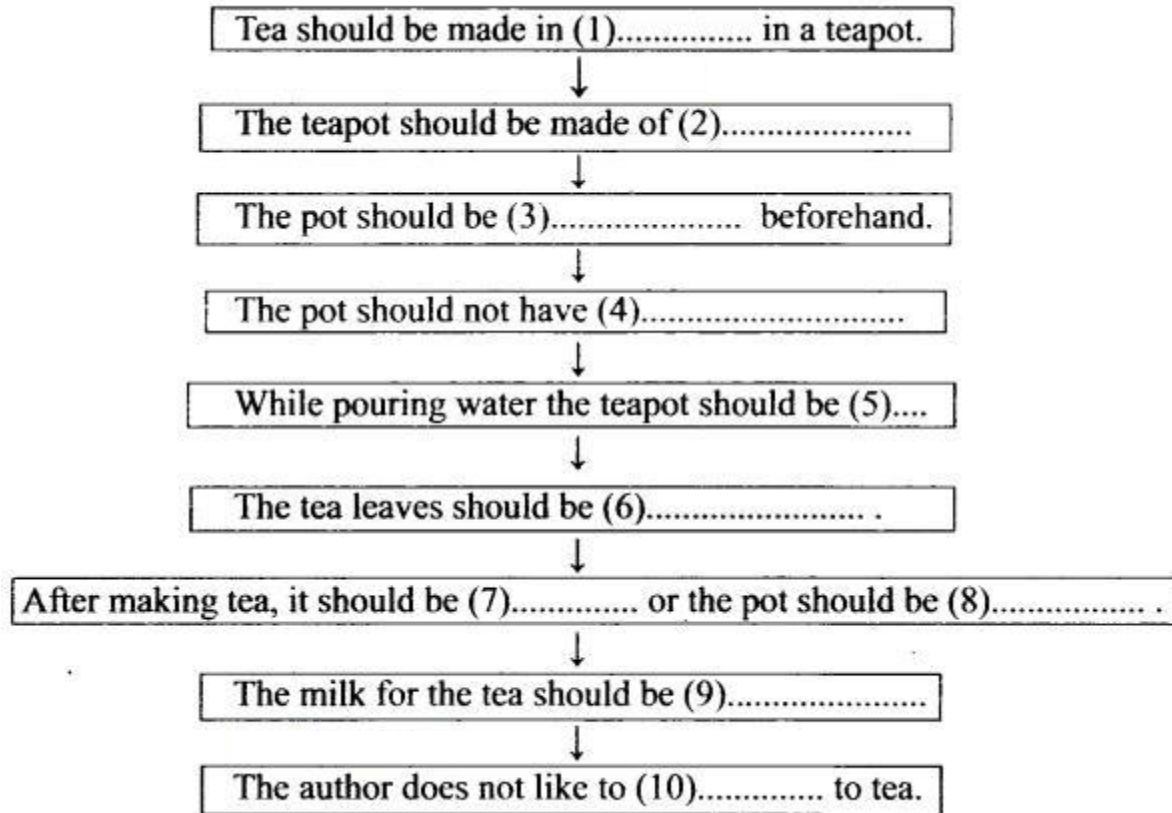 Tea should be made in (1)............... in a teapot.
The teapot should be made of (2).....................
The pot should be (3)..................... beforehand.
The pot should not have (4).............................
While pouring water the teapot should be (5)....
The tea leaves should be (6)........................ .
After making tea, it should be (7)............. or the pot should be (8)................. .
The milk for the tea should be (9)...........................
The author does not like to (10).............. to tea.